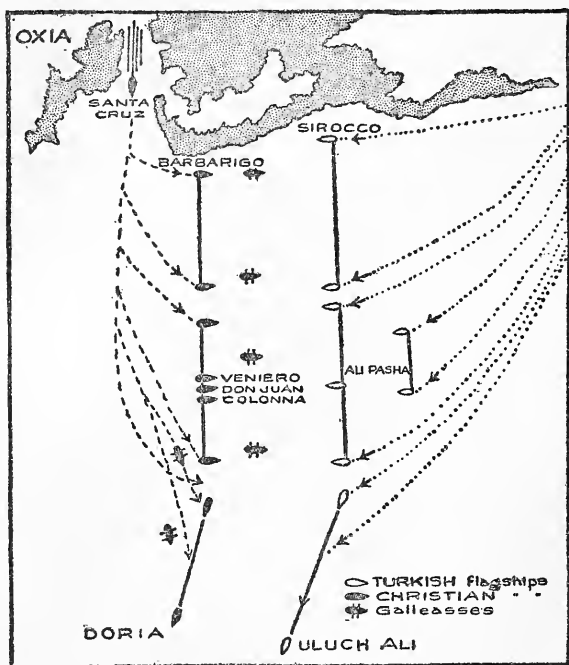 OXIA
SANTA
CRUZ
SIROCCO
BARBARIGO
VENIERO
DON JUAN
COLONNA
ALI PASHA
TURKISH flagships
CHRISTIAN " "
Galleasses
DORIA
ULUCH ALI